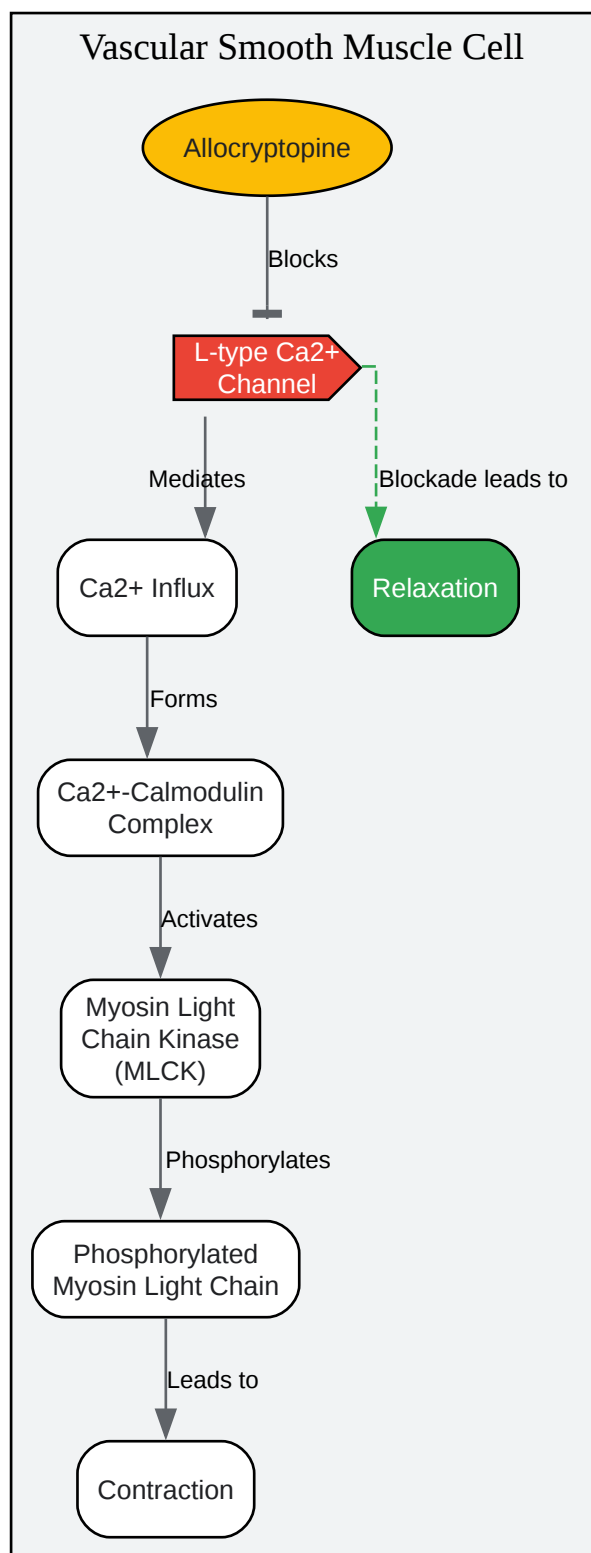 Vascular Smooth Muscle Cell
Allocryptopine
Blocks
L-type Ca2+
Channel
Mediates
Blockade leads to
Ca2+ Influx
Relaxation
Forms
Ca2+-Calmodulin
Complex
Activates
Myosin Light
Chain Kinase
(MLCK)
Phosphorylates
Phosphorylated
Myosin Light Chain
Leads to
Contraction